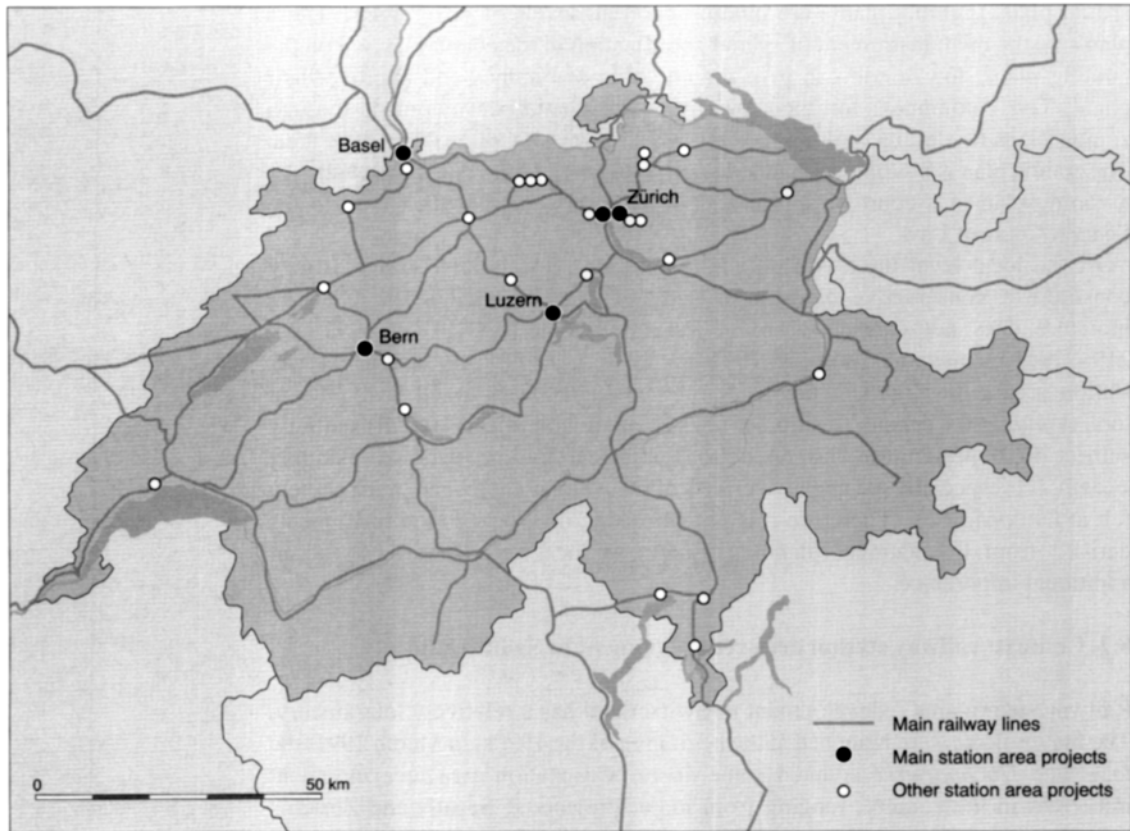 Basel
Zürich
Luzern
Bern
Main railway lines
Main station area projects
Other station area projects
0 50 km